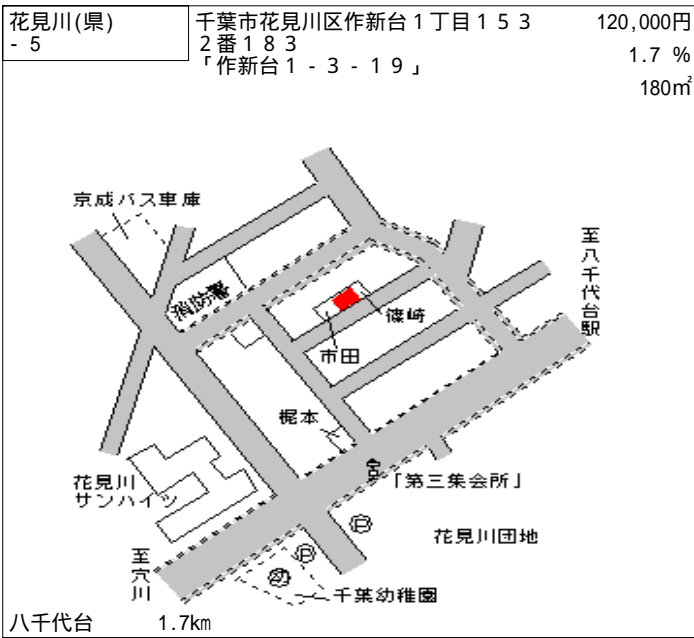 花見川(県)
- 5
千葉市花見川区作新台１丁目１５３
２番１８３
「作新台１-３-１９」
120,000円
1.7 %
180㎡
京成バス車庫
消防署
篠崎
市田
至八千代台駅
梶本
「第三集会所」
花見川
サンハイツ
花見川団地
至穴川
幼
千葉幼稚園
八千代台 1.7km